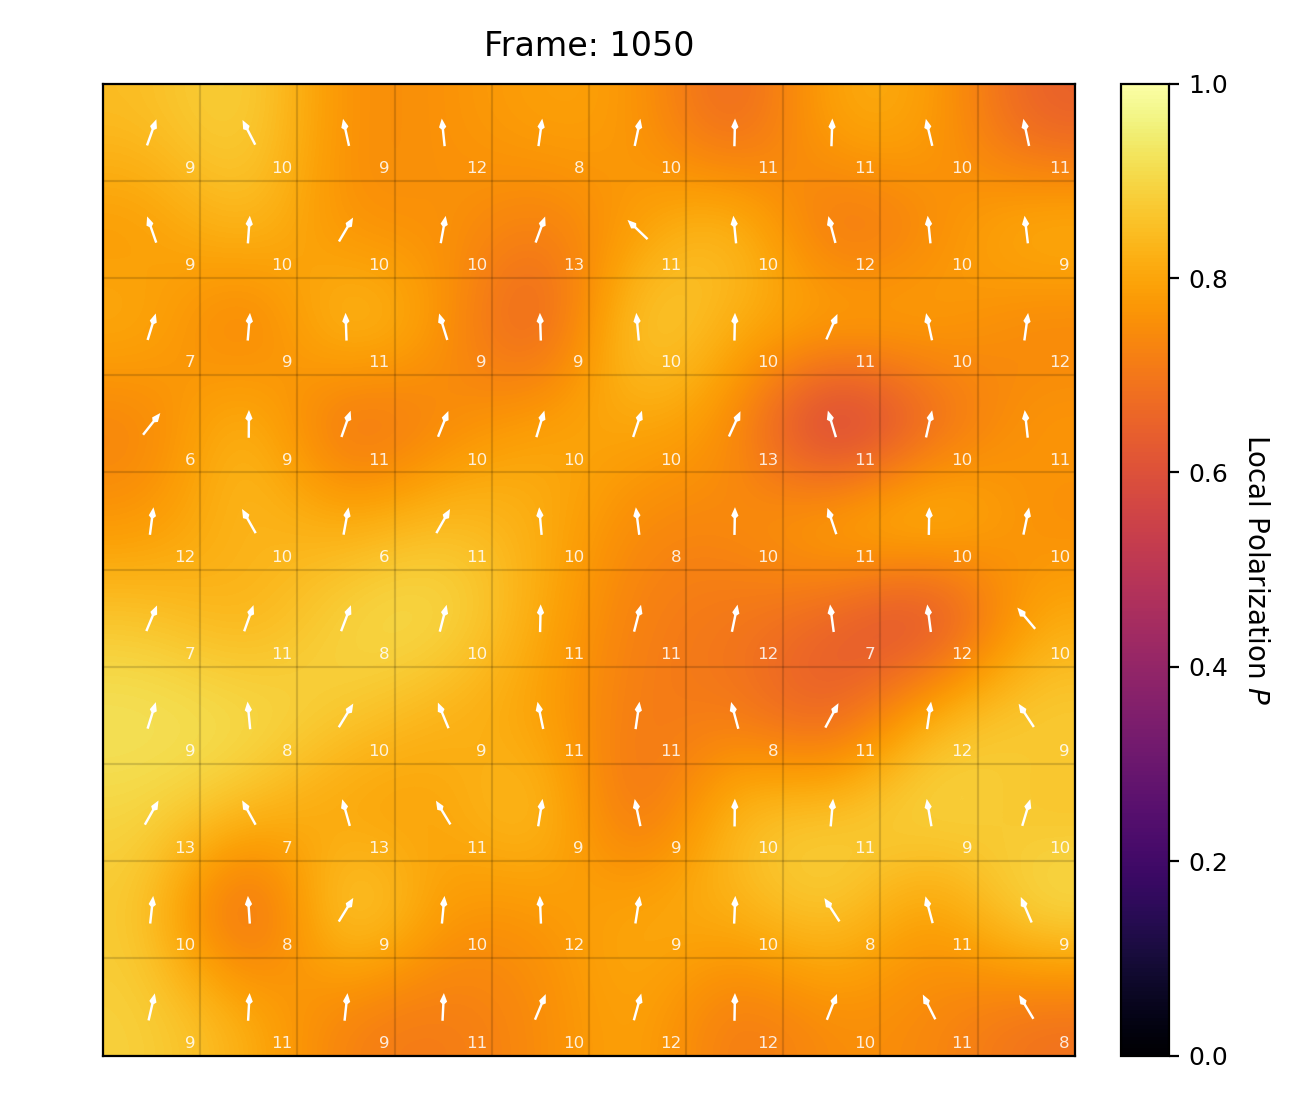 Frame: 1050
9 10 9 12 8 10 11 11 10 11
9 10 10 10 13 11 10 12 10 9
7 9 11 9 9 10 10 11 10 12
6 9 11 10 10 10 13 11 10 11
12 10 6 11 10 8 10 11 10 10
7 11 8 10 11 11 12 7 12 10
9 8 10 9 11 11 8 11 12 9
13 7 13 11 9 9 10 11 9 10
10 8 9 10 12 9 10 8 11 9
9 11 9 11 10 12 12 10 11 8
1.0
0.8
0.6
0.4
0.2
0.0
Local Polarization P